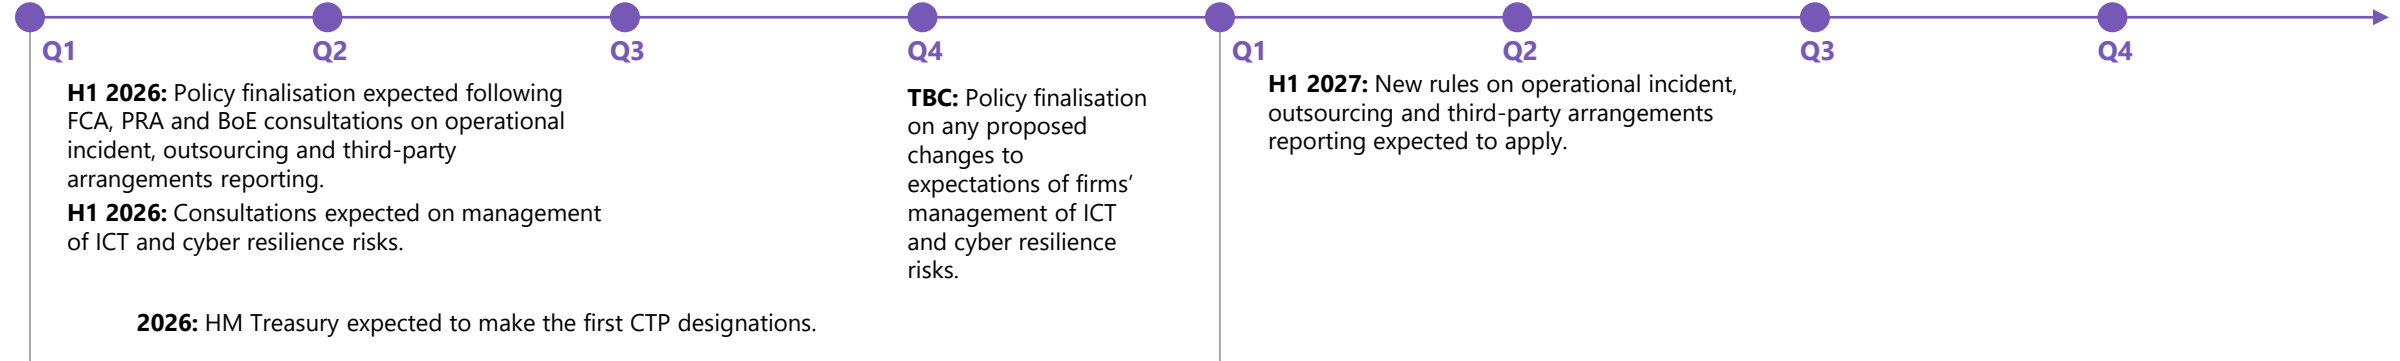 Q1
Q2
Q3
Q4
Q1
Q2
Q3
Q4
H1 2026: Policy finalisation expected following
FCA, PRA and BoE consultations on operational
incident, outsourcing and third-party
arrangements reporting.
H1 2026: Consultations expected on management
of ICT and cyber resilience risks.
2026: HM Treasury expected to make the first CTP designations.
TBC: Policy finalisation
on any proposed
changes to
expectations of firms’
management of ICT
and cyber resilience
risks.
H1 2027: New rules on operational incident,
outsourcing and third-party arrangements
reporting expected to apply.